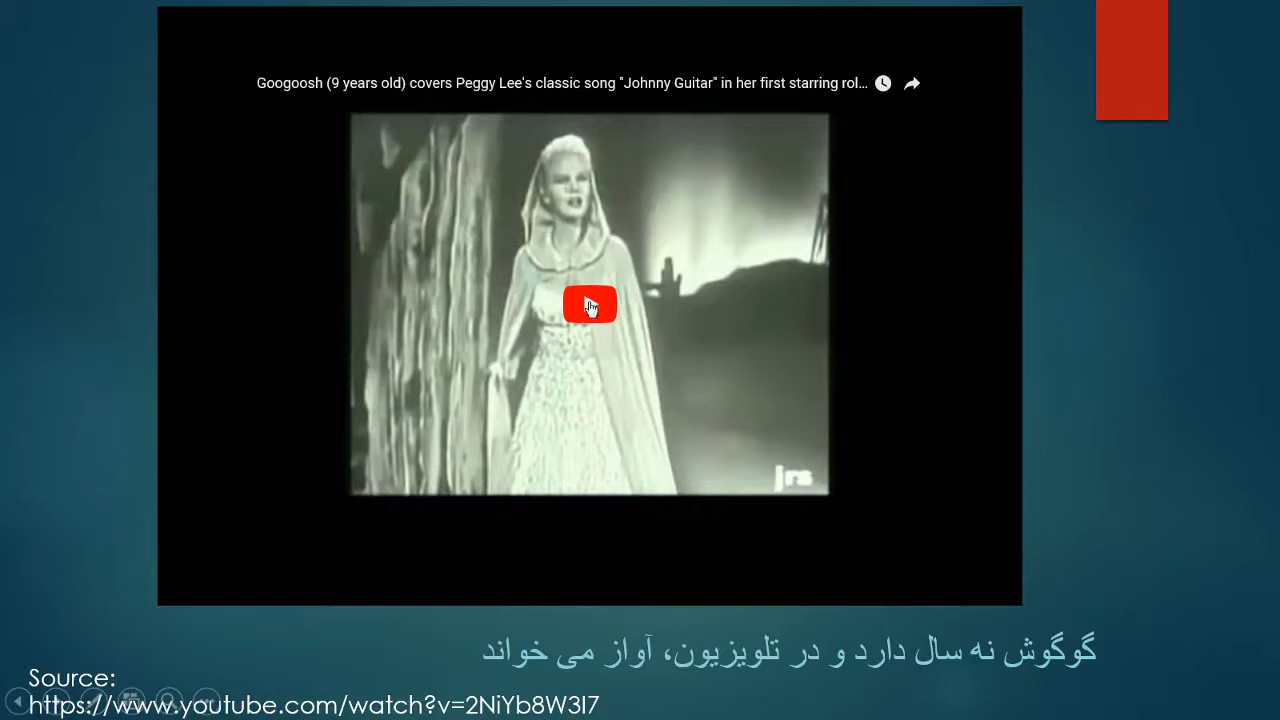 Googoosh (9 years old) covers Peggy Lee's classic song "Johnny Guitar" in her first starring rol...
jrs
گوگوش نه سال دارد و در تلویزیون، آواز می خواند
Source:
https://www.youtube.com/watch?v=2NiYb8W3I7